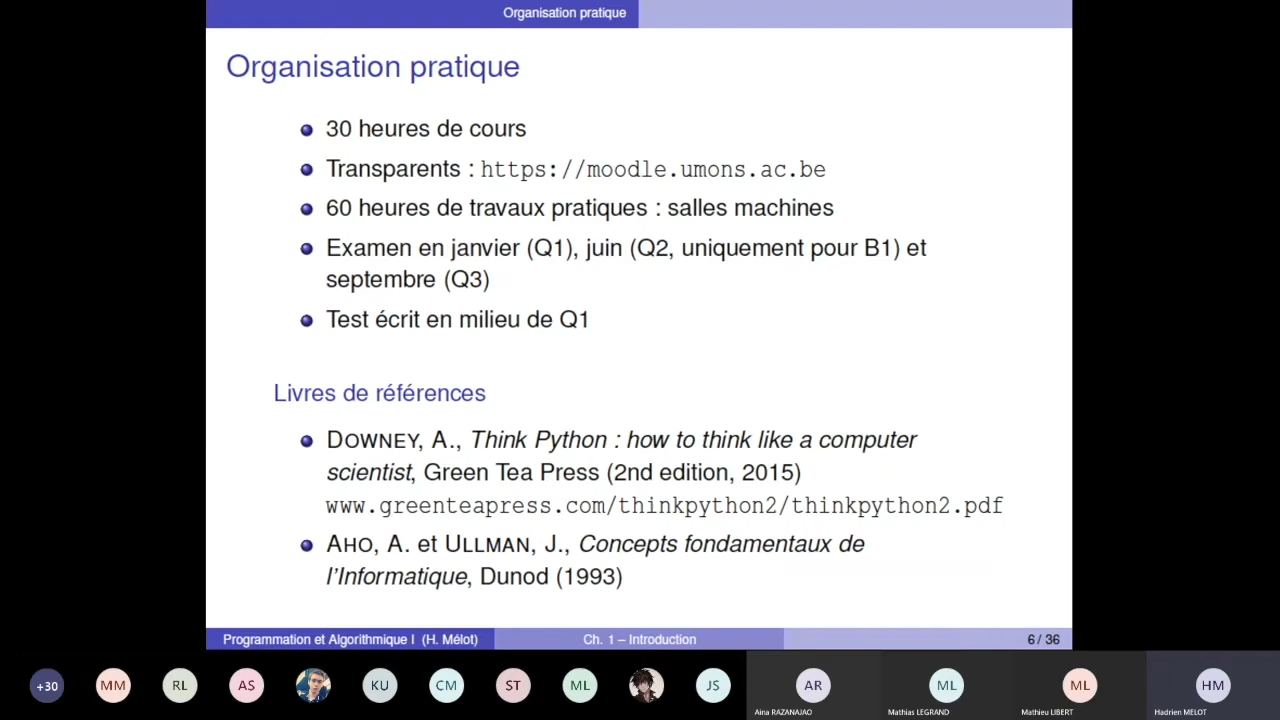 Organisation pratique
Organisation pratique
30 heures de cours
Transparents : https://moodle.umons.ac.be
60 heures de travaux pratiques : salles machines
Examen en janvier (Q1), juin (Q2, uniquement pour B1) et
septembre (Q3)
Test écrit en milieu de Q1
Livres de références
DOWNEY, A., Think Python : how to think like a computer
scientist, Green Tea Press (2nd edition, 2015)
www.greenteapress.com/thinkpython2/thinkpython2.pdf
AHO, A. et ULLMAN, J., Concepts fondamentaux de
l'Informatique, Dunod (1993)
Programmation et Algorithmique I (H. Mélot) Ch. 1 – Introduction 6 / 36
+30 MM RL AS KU CM ST ML JS AR ML ML HM
Aina RAZANAJAO Mathias LEGRAND Mathieu LIBERT Hadrien MELOT